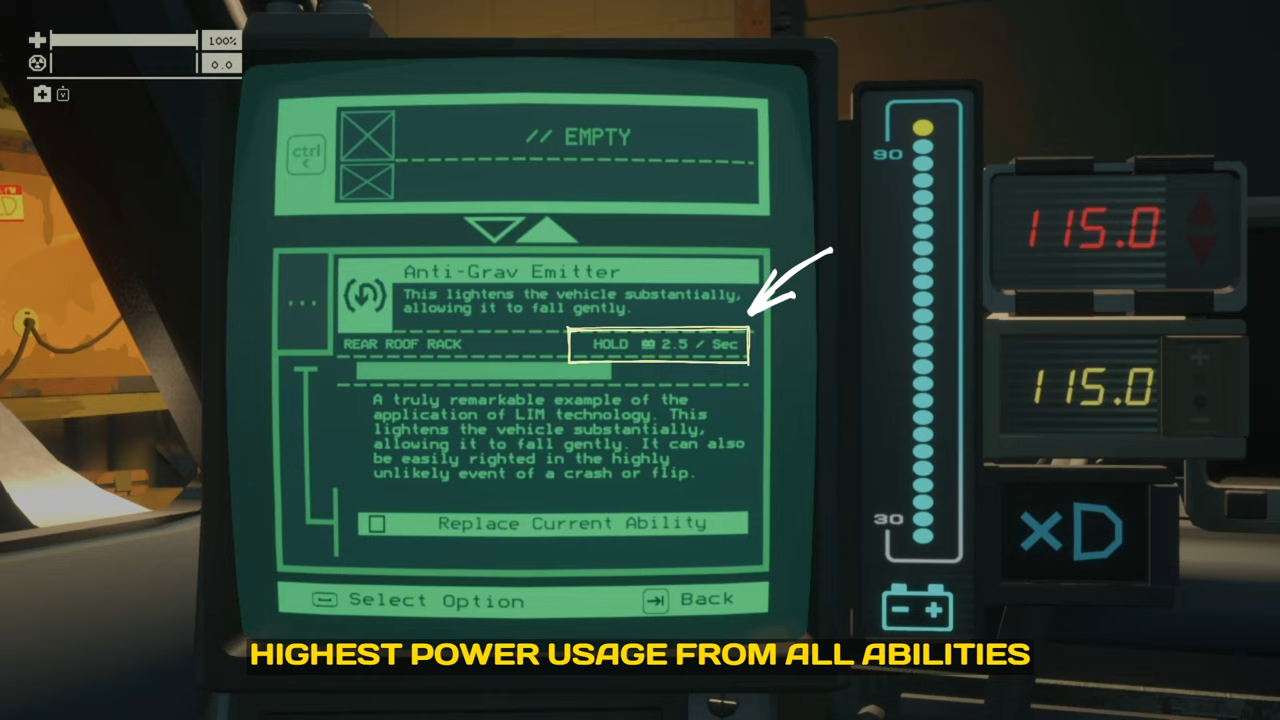 100%
0.0
ctrl
<
// EMPTY
...
Anti-Grav Emitter
This lightens the vehicle substantially,
allowing it to fall gently.
REAR ROOF RACK
HOLD 2.5 / Sec
A truly remarkable example of the
application of LIM technology. This
lightens the vehicle substantially,
allowing it to fall gently. It can also
be easily righted in the highly
unlikely event of a crash or flip.
Replace Current Ability
Select Option
Back
90
30
115.0
115.0
XD
HIGHEST POWER USAGE FROM ALL ABILITIES